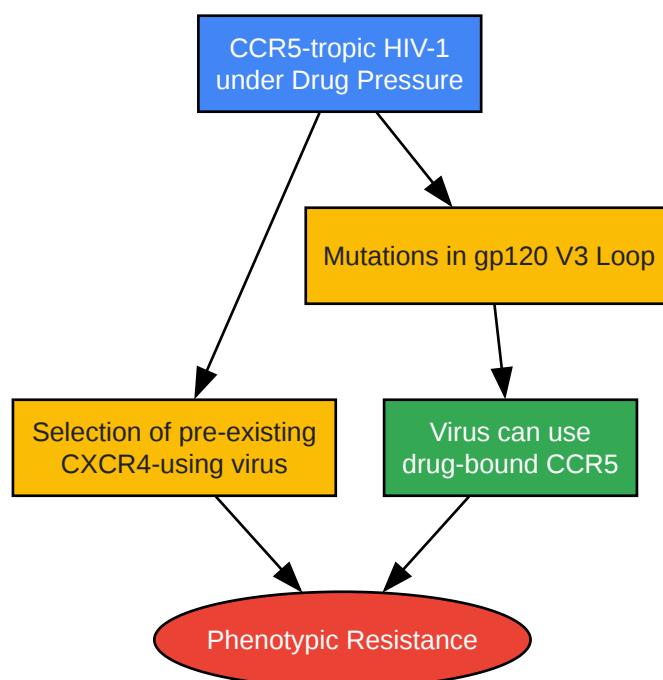 CCR5-tropic HIV-1
under Drug Pressure
Mutations in gp120 V3 Loop
Selection of pre-existing
CXCR4-using virus
Virus can use
drug-bound CCR5
Phenotypic Resistance